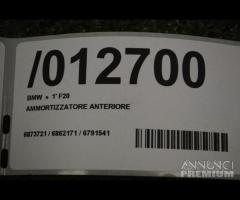 /012700
BMW » 1' F20
AMMORTIZZATORE ANTERIORE
6873721 / 6862171 / 6791541
ANNUNCI
PREMIUM